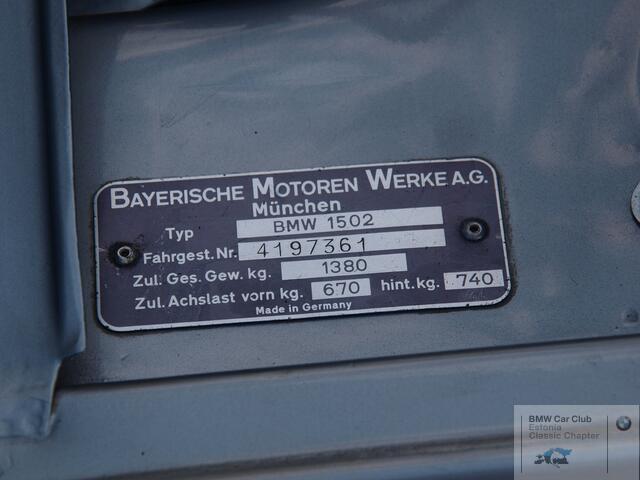 BAYERISCHE MOTOREN WERKE A.G.
München
Typ BMW 1502
Fahrgest. Nr. 4197361
Zul. Ges. Gew. kg. 1380
Zul. Achslast vorn kg. 670 hint. kg. 740
Made in Germany
BMW Car Club
Estonia
Classic Chapter